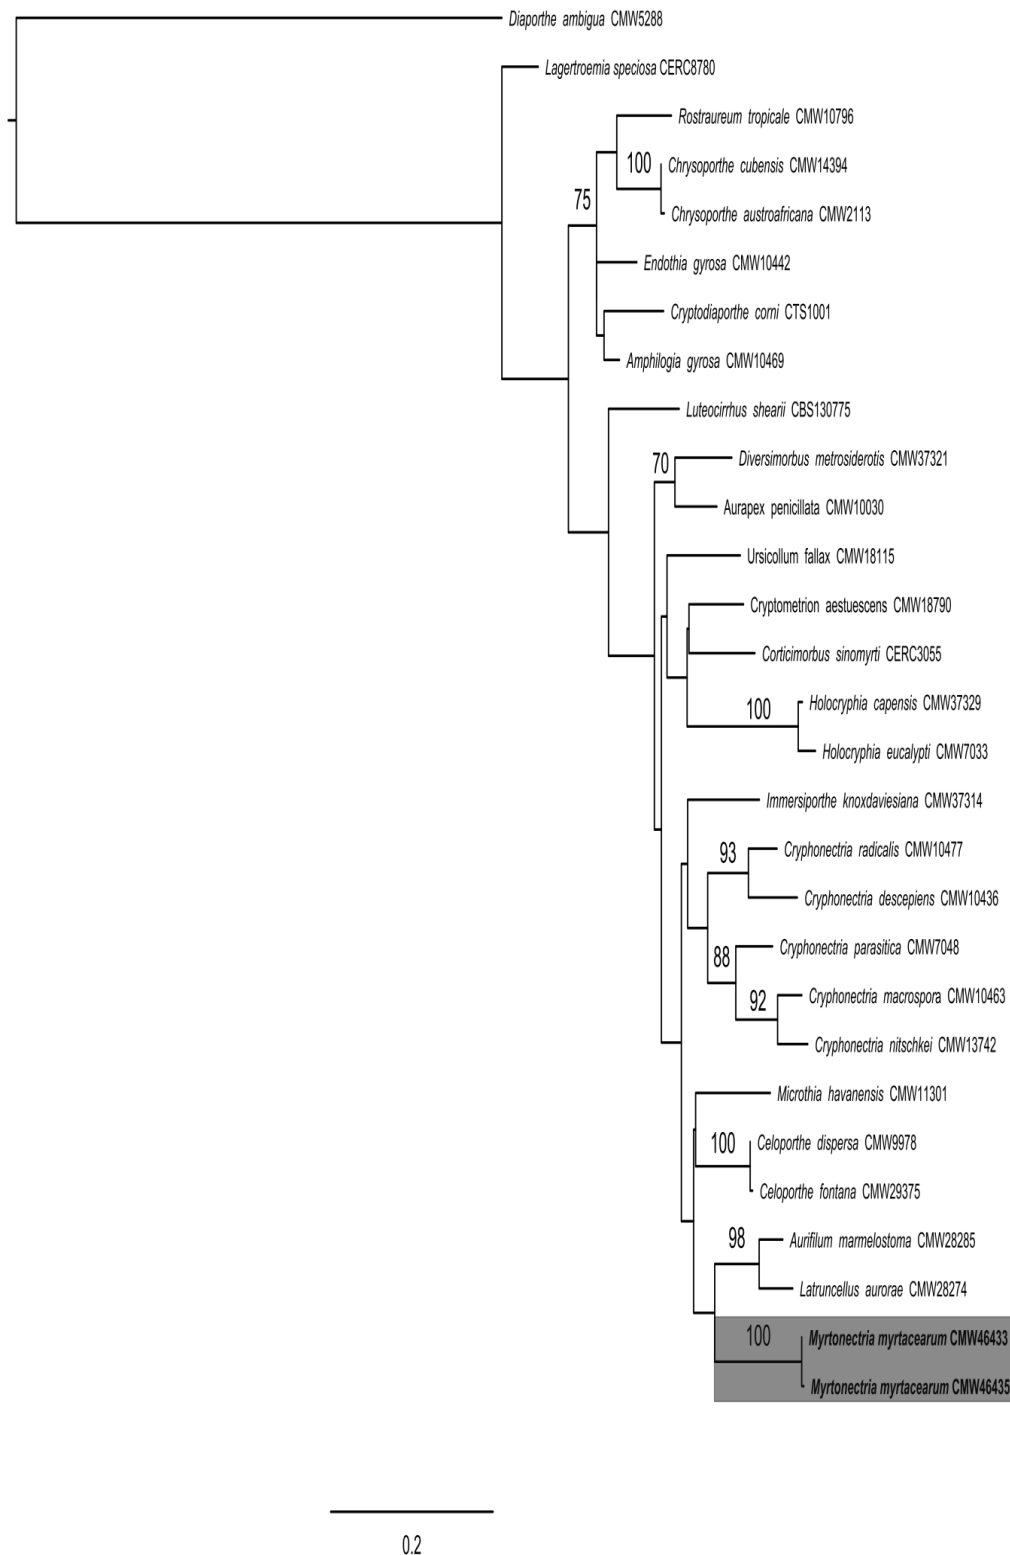 Diaporthe ambigua CMW5288
Lagertroemia speciosa CERC8780
Rostraureum tropicale CMW10796
100
Chrysoporthe cubensis CMW14394
75
Chrysoporthe austroafricana CMW2113
Endothia gyrosa CMW10442
Cryptodiaporthe corni CTS1001
Amphilogia gyrosa CMW10469
Luteocirrhus shearii CBS130775
70
Diversimorbus metrosiderotis CMW37321
Aurapex penicillata CMW10030
Ursicollum fallax CMW18115
Cryptometrion aestuescens CMW18790
Corticimorbus sinomyrti CERC3055
100
Holocryphia capensis CMW37329
Holocryphia eucalypti CMW7033
Immersiporthe knoxdaviesiana CMW37314
93
Cryphonectria radicalis CMW10477
Cryphonectria descepiens CMW10436
88
Cryphonectria parasitica CMW7048
92
Cryphonectria macrospora CMW10463
Cryphonectria nitschkei CMW13742
Microthia havanensis CMW11301
100
Celoporthe dispersa CMW9978
Celoporthe fontana CMW29375
98
Aurifilum marmelostoma CMW28285
Latruncellus aurorae CMW28274
100
Myrtonectria myrtacearum CMW46433
Myrtonectria myrtacearum CMW46435
0.2